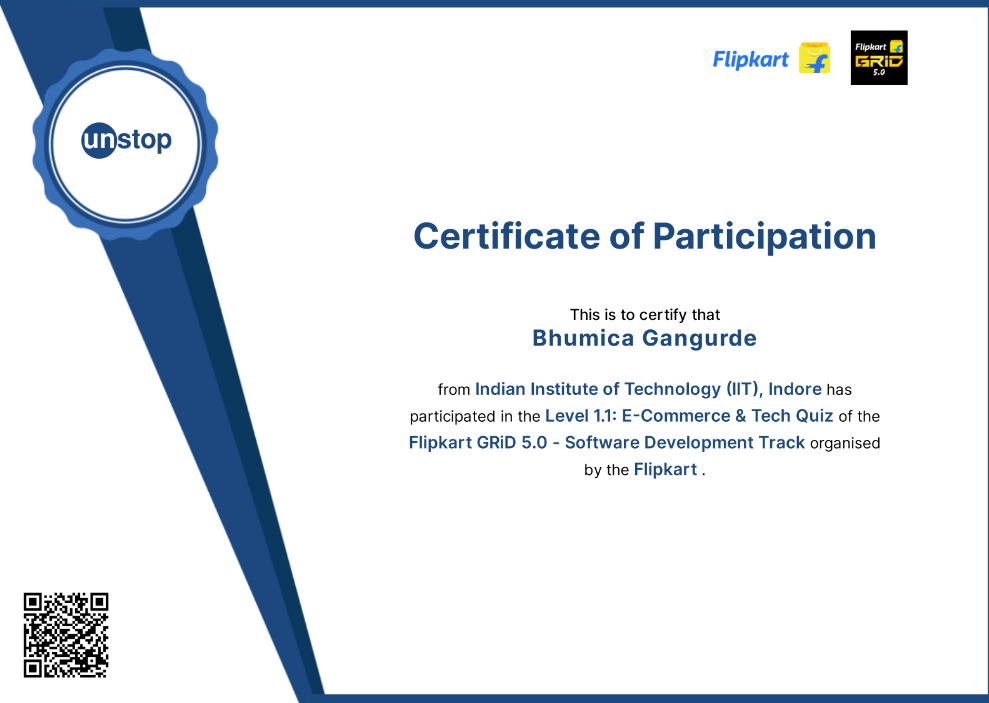 Flipkart
Flipkart
GRiD
5.0
unstop
Certificate of Participation
This is to certify that
Bhumica Gangurde
from Indian Institute of Technology (IIT), Indore has
participated in the Level 1.1: E-Commerce & Tech Quiz of the
Flipkart GRiD 5.0 - Software Development Track organised
by the Flipkart .